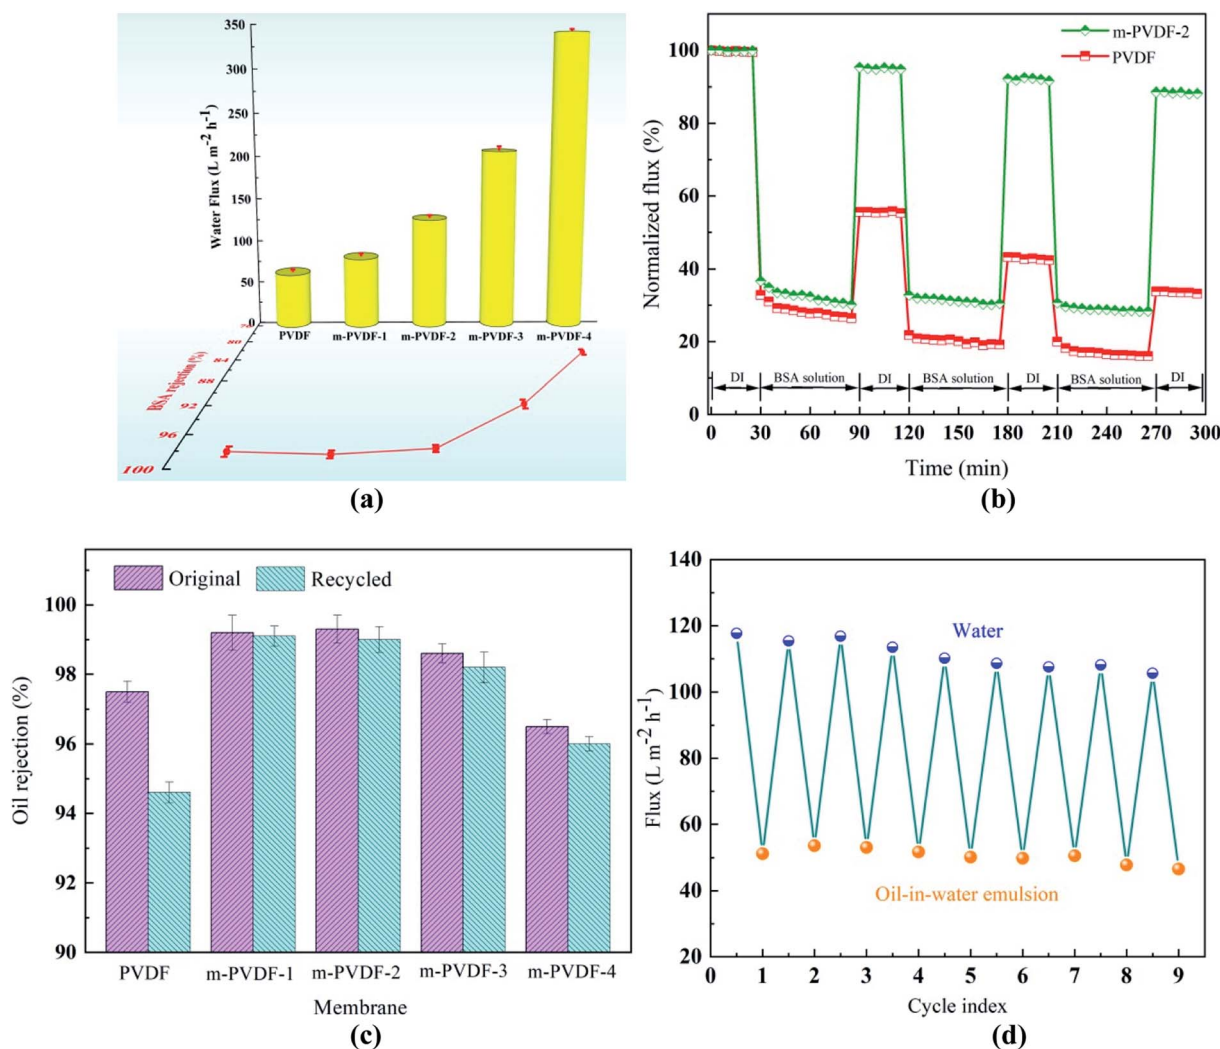 350
300
250
200
150
100
50
0
Water Flux (L m⁻² h⁻¹)
PVDF m-PVDF-1 m-PVDF-2 m-PVDF-3 m-PVDF-4
80
84
88
92
96
100
BSA rejection (%)
(a)
m-PVDF-2
PVDF
100
80
60
40
20
0
Normalized flux (%)
DI BSA solution DI BSA solution DI BSA solution DI
0 30 60 90 120 150 180 210 240 270 300
Time (min)
(b)
Original Recycled
100
98
96
94
92
90
Oil rejection (%)
PVDF m-PVDF-1 m-PVDF-2 m-PVDF-3 m-PVDF-4
Membrane
(c)
140
120
100
80
60
40
20
Flux (L m⁻² h⁻¹)
Water
Oil-in-water emulsion
0 1 2 3 4 5 6 7 8 9
Cycle index
(d)